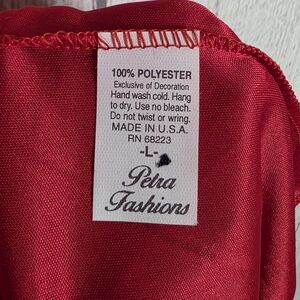 100% POLYESTER
Exclusive of Decoration
Hand wash cold. Hang
to dry. Use no bleach.
Do not twist or wring.
MADE IN U.S.A.
RN 68223
-L-
Petra
Fashions